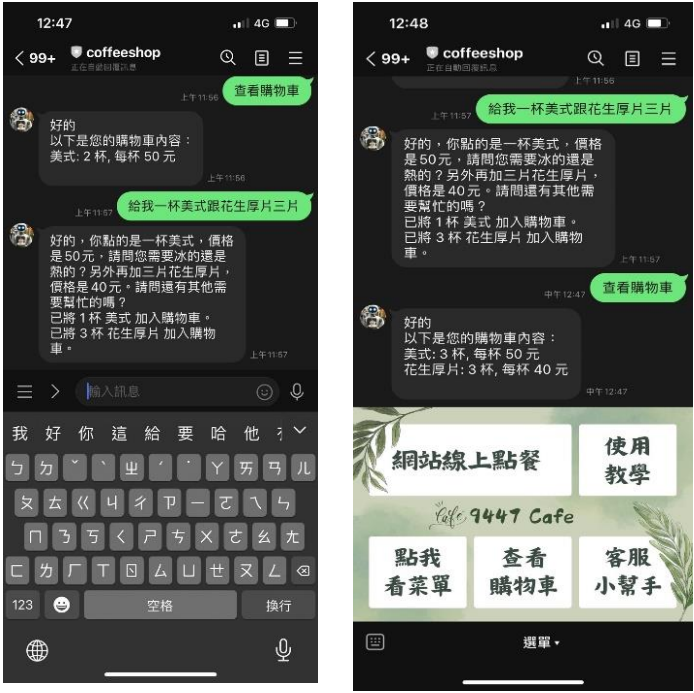 12:47
4G
99+
coffeeshop
正在自動回覆訊息
查看購物車
上午 11:56
好的
以下是您的購物車內容：
美式: 2 杯, 每杯 50 元
上午 11:56
給我一杯美式跟花生厚片三片
上午 11:57
好的，你點的是一杯美式，價格
是50元，請問您需要冰的還是
熱的？另外再加三片花生厚片，
價格是40元。請問還有其他需
要幫忙的嗎？
已將 1 杯 美式 加入購物車。
已將 3 杯 花生厚片 加入購物
車。
上午 11:57
輸入訊息
我 好 你 這 給 要 哈 他
ㄅ ㄉ ˇ ˋ ㄓ ˊ ˙ ㄚ ㄞ ㄢ ㄦ
ㄆ ㄊ ㄍ ㄐ ㄔ ㄗ ㄧ ㄛ ㄟ ㄣ
ㄇ ㄋ ㄎ ㄑ ㄕ ㄘ ㄨ ㄜ ㄠ ㄤ
ㄈ ㄌ ㄏ ㄒ ㄖ ㄙ ㄩ ㄝ ㄡ ㄥ
123 空格 換行
12:48
4G
99+
coffeeshop
正在自動回覆訊息
上午 11:56
給我一杯美式跟花生厚片三片
上午 11:57
好的，你點的是一杯美式，價格
是50元，請問您需要冰的還是
熱的？另外再加三片花生厚片，
價格是40元。請問還有其他需
要幫忙的嗎？
已將 1 杯 美式 加入購物車。
已將 3 杯 花生厚片 加入購物
車。
上午 11:57
查看購物車
中午 12:47
好的
以下是您的購物車內容：
美式: 3 杯, 每杯 50 元
花生厚片: 3 杯, 每杯 40 元
中午 12:47
網站線上點餐
使用
教學
Cafe 9447 Cafe
點我
看菜單
查看
購物車
客服
小幫手
選單